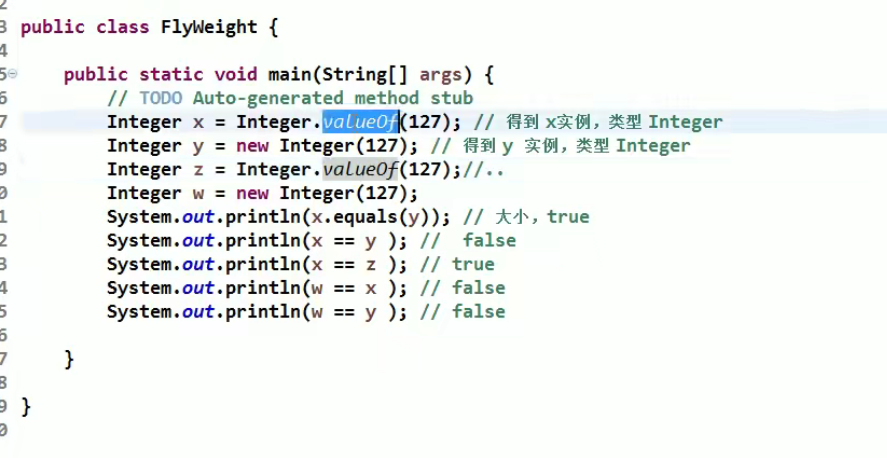 3 public class FlyWeight {
4
5 public static void main(String[] args) {
6 // TODO Auto-generated method stub
7 Integer x = Integer.valueOf(127); // 得到 x实例，类型 Integer
8 Integer y = new Integer(127); // 得到 y 实例，类型 Integer
9 Integer z = Integer.valueOf(127);//..
0 Integer w = new Integer(127);
1 System.out.println(x.equals(y)); // 大小，true
2 System.out.println(x == y ); //  false
3 System.out.println(x == z ); // true
4 System.out.println(w == x ); // false
5 System.out.println(w == y ); // false
6
7 }
8
9 }
0